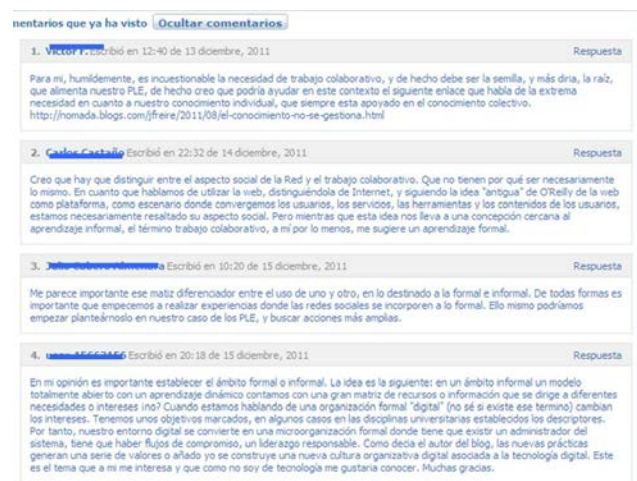 mentarios que ya ha visto Ocultar comentarios
1. Escribió en 12:40 de 13 diciembre, 2011 Respuesta
Para mi, humildemente, es incuestionable la necesidad de trabajo colaborativo, y de hecho debe ser la semilla, y más diria, la raíz,
que alimenta nuestro PLE, de hecho creo que podría ayudar en este contexto el siguiente enlace que habla de la extrema
necesidad en cuanto a nuestro conocimiento individual, que siempre esta apoyado en el conocimiento colectivo.
http://nomada.blogs.com/jfreire/2011/08/el-conocimiento-no-se-gestiona.html
2. Escribió en 22:32 de 14 diciembre, 2011 Respuesta
Creo que hay que distinguir entre el aspecto social de la Red y el trabajo colaborativo. Que no tienen por qué ser necesariamente
lo mismo. En cuanto que hablamos de utilizar la web, distinguiéndola de Internet, y siguiendo la idea "antigua" de O'Reilly de la web
como plataforma, como escenario donde convergemos los usuarios, los servicios, las herramientas y los contenidos de los usuarios,
estamos necesariamente resaltado su aspecto social. Pero mientras que esta idea nos lleva a una concepción cercana al
aprendizaje informal, el término trabajo colaborativo, a mí por lo menos, me sugiere un aprendizaje formal.
3. Escribió en 10:20 de 15 diciembre, 2011 Respuesta
Me parece importante ese matiz diferenciador entre el uso de uno y otro, en lo destinado a la formal e informal. De todas formas es
importante que empecemos a realizar experiencias donde las redes sociales se incorporen a lo formal. Ello mismo podríamos
empezar planteárnoslo en nuestro caso de los PLE, y buscar acciones más amplias.
4. Escribió en 20:18 de 15 diciembre, 2011 Respuesta
En mi opinión es importante establecer el ámbito formal o informal. La idea es la siguiente: en un ámbito informal un modelo
totalmente abierto con un aprendizaje dinámico contamos con una gran matriz de recursos o información que se dirige a diferentes
necesidades o intereses ¿no? Cuando estamos hablando de una organización formal "digital" (no sé si existe ese termino) cambian
los intereses. Tenemos unos objetivos marcados, en algunos casos en las disciplinas universitarias establecidos los descriptores.
Por tanto, nuestro entorno digital se convierte en una microorganización formal donde tiene que existir un administrador del
sistema, tiene que haber flujos de compromiso, un liderazgo responsable. Como decia el autor del blog, las nuevas prácticas
generan una serie de valores o añado yo se construye una nueva cultura organizativa digital asociada a la tecnología digital. Este
es el tema que a mi me interesa y que como no soy de tecnología me gustaria conocer. Muchas gracias.